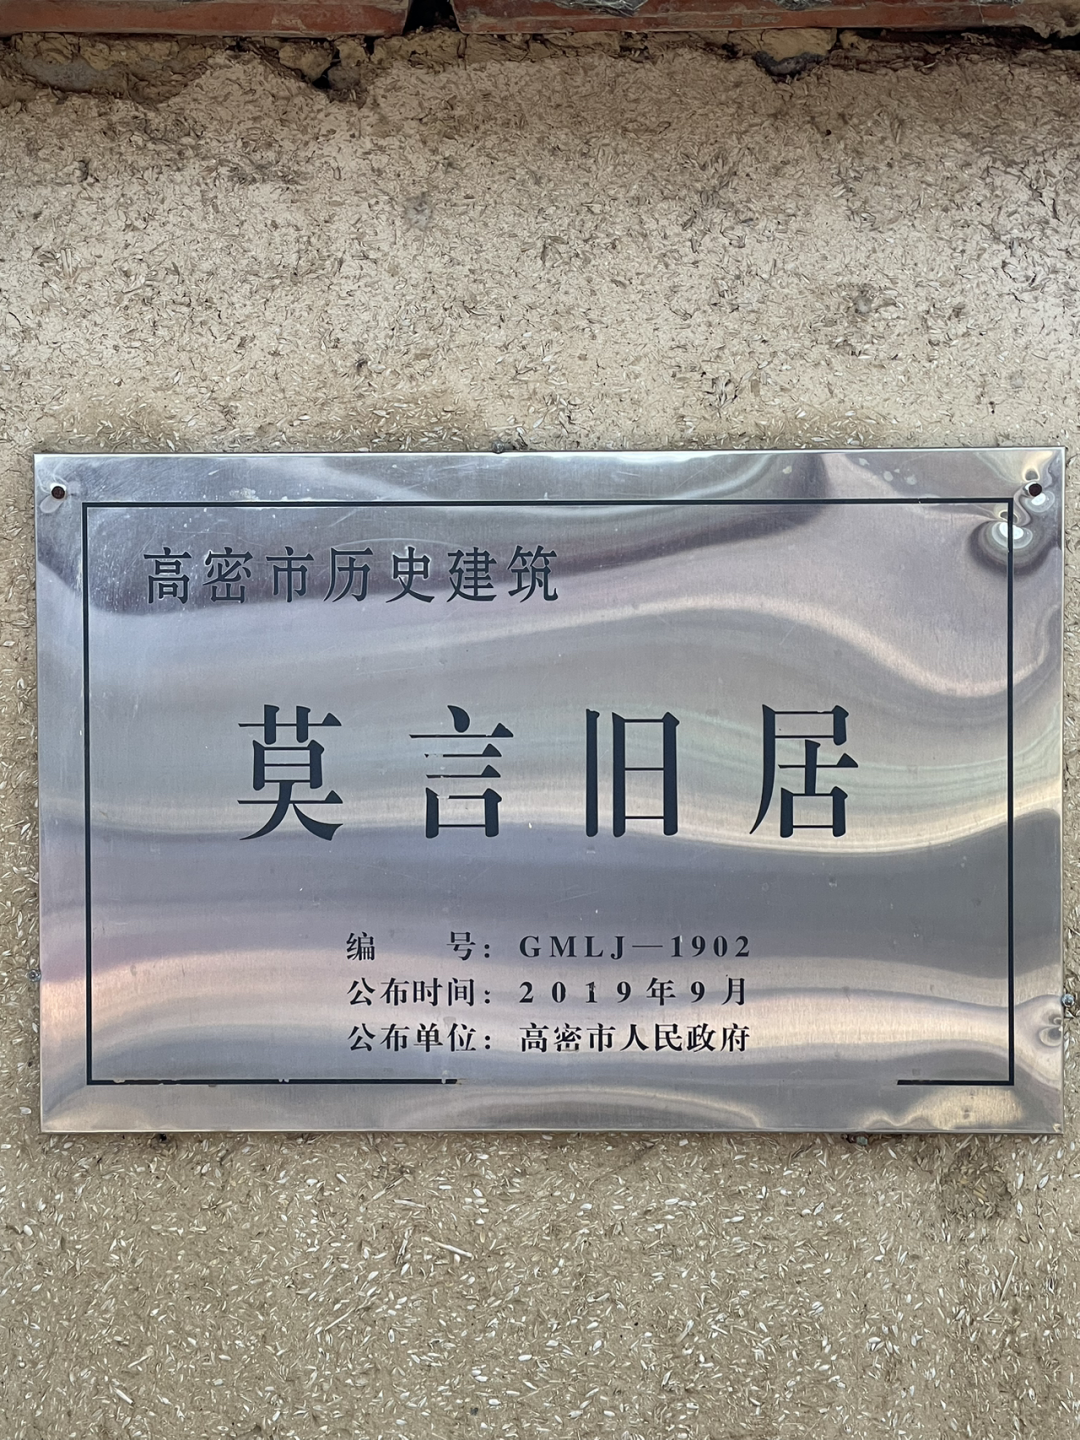 高密市历史建筑
莫言旧居
编　　号：GMLJ—1902
公布时间：2019年9月
公布单位：高密市人民政府